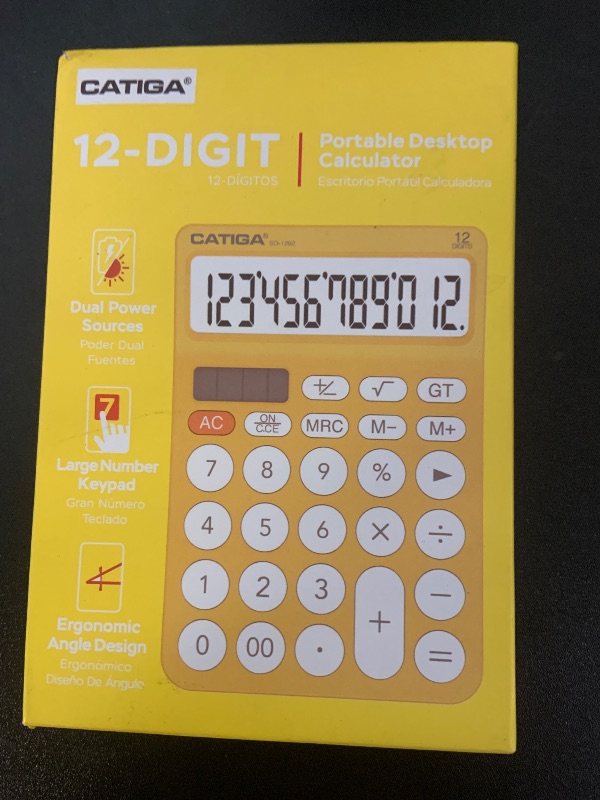 CATIGA®
12-DIGIT
12-DÍGITOS
Portable Desktop
Calculator
Escritorio Portátil Calculadora
Dual Power
Sources
Poder Dual
Fuentes
Large Number
Keypad
Gran Número
Teclado
Ergonomic
Angle Design
Ergonómico
Diseño De Ángulo
CATIGA®
12
DIGITS
123'456'789'012.
+/− √ GT
AC ON/C.CE MRC M− M+
7 8 9 % ►
4 5 6 × ÷
1 2 3 + −
0 00 · =
7